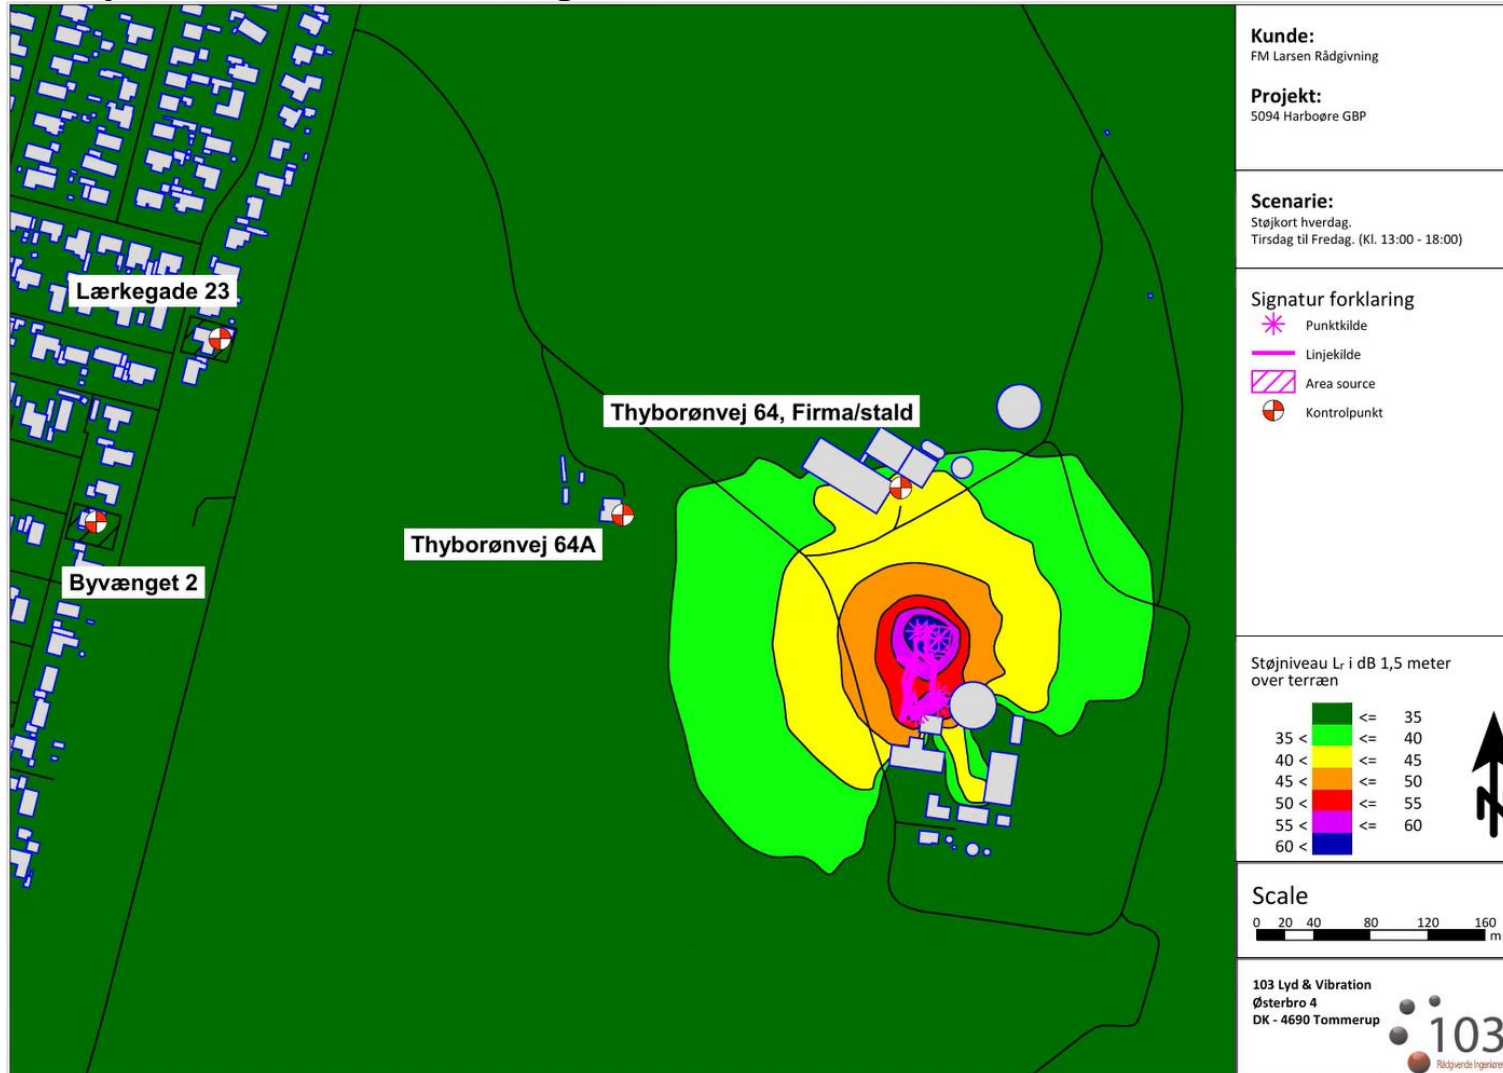 Lærkegade 23
Thyborønvej 64, Firma/stald
Thyborønvej 64A
Byvænget 2
Kunde:
FM Larsen Rådgivning
Projekt:
5094 Harboøre GBP
Scenarie:
Støjkort hverdag.
Tirsdag til Fredag. (Kl. 13:00 - 18:00)
Signatur forklaring
Punktkilde
Linjekilde
Area source
Kontrolpunkt
Støjniveau Lr i dB 1,5 meter
over terræn
<= 35
35 < <= 40
40 < <= 45
45 < <= 50
50 < <= 55
55 < <= 60
60 <
Scale
0 20 40 80 120 160
m
103 Lyd & Vibration
Østerbro 4
DK - 4690 Tommerup
103
Rådgivende Ingeniører